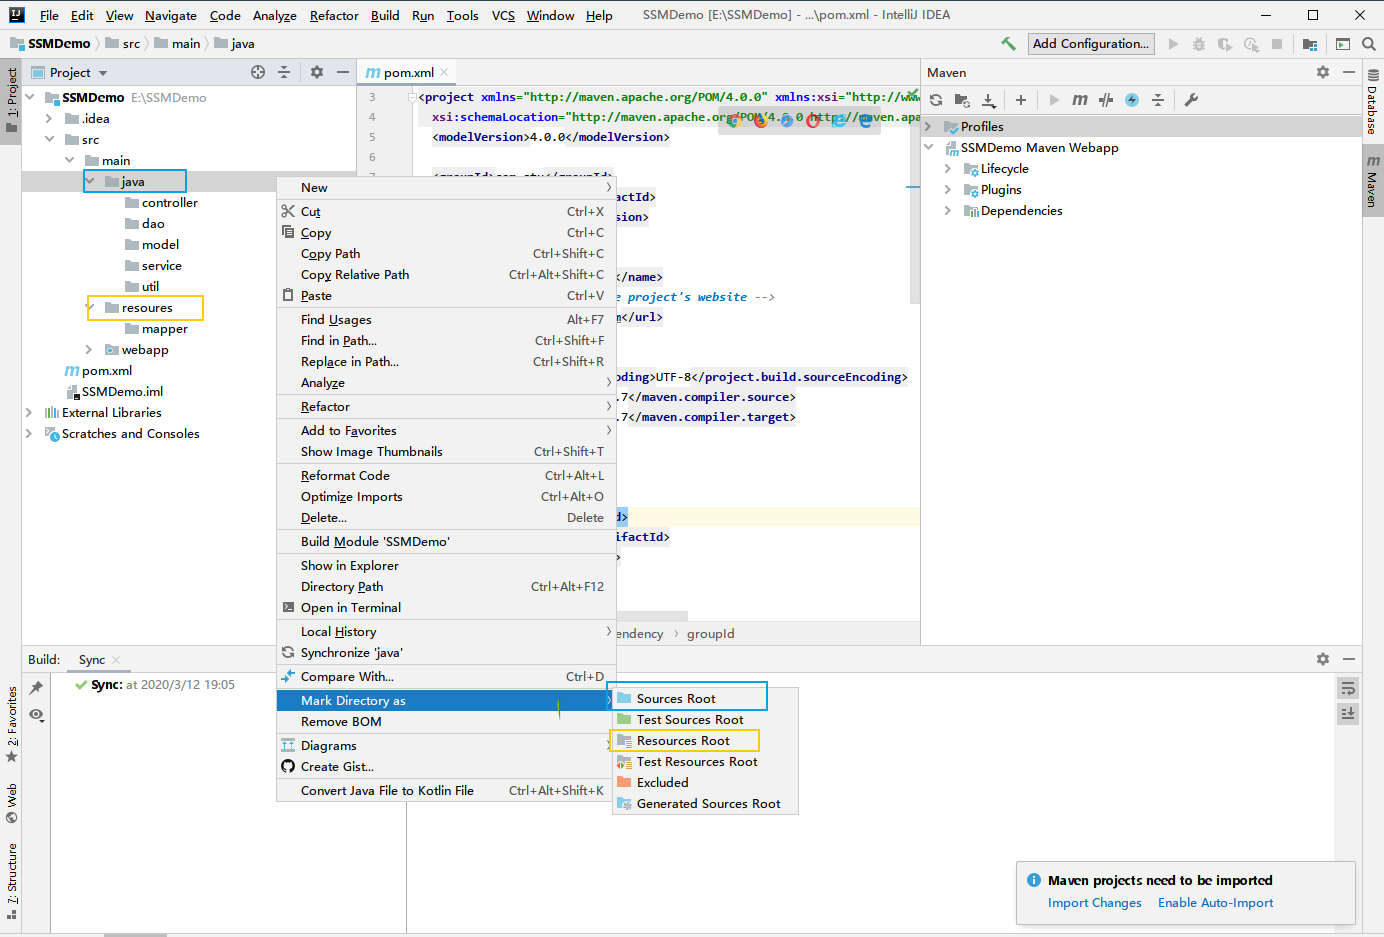 File Edit View Navigate Code Analyze Refactor Build Run Tools VCS Window Help SSMDemo [E:\SSMDemo] - ...\pom.xml - IntelliJ IDEA
SSMDemo src main java Add Configuration...
1: Project
Project
pom.xml
Maven
SSMDemo E:\SSMDemo
.idea
src
main
java
controller
dao
model
service
util
resoures
mapper
webapp
pom.xml
SSMDemo.iml
External Libraries
Scratches and Consoles
3 <project xmlns="http://maven.apache.org/POM/4.0.0" xmlns:xsi="http://www
4 xsi:schemaLocation="http://maven.apache.org/POM/4.0.0 http://maven.apa
5 <modelVersion>4.0.0</modelVersion>
6
ifactId>
sion>
</name>
e project's website -->
m</url>
ding>UTF-8</project.build.sourceEncoding>
.7</maven.compiler.source>
.7</maven.compiler.target>
d>
ifactId>
>
endency › groupId
New
Cut Ctrl+X
Copy Ctrl+C
Copy Path Ctrl+Shift+C
Copy Relative Path Ctrl+Alt+Shift+C
Paste Ctrl+V
Find Usages Alt+F7
Find in Path... Ctrl+Shift+F
Replace in Path... Ctrl+Shift+R
Analyze
Refactor
Add to Favorites
Show Image Thumbnails Ctrl+Shift+T
Reformat Code Ctrl+Alt+L
Optimize Imports Ctrl+Alt+O
Delete... Delete
Build Module 'SSMDemo'
Show in Explorer
Directory Path Ctrl+Alt+F12
Open in Terminal
Local History
Synchronize 'java'
Compare With... Ctrl+D
Mark Directory as
Remove BOM
Diagrams
Create Gist...
Convert Java File to Kotlin File Ctrl+Alt+Shift+K
Sources Root
Test Sources Root
Resources Root
Test Resources Root
Excluded
Generated Sources Root
Profiles
SSMDemo Maven Webapp
Lifecycle
Plugins
Dependencies
Database
Maven
Build: Sync
Sync: at 2020/3/12 19:05
2: Favorites
Web
7: Structure
Maven projects need to be imported
Import Changes Enable Auto-Import